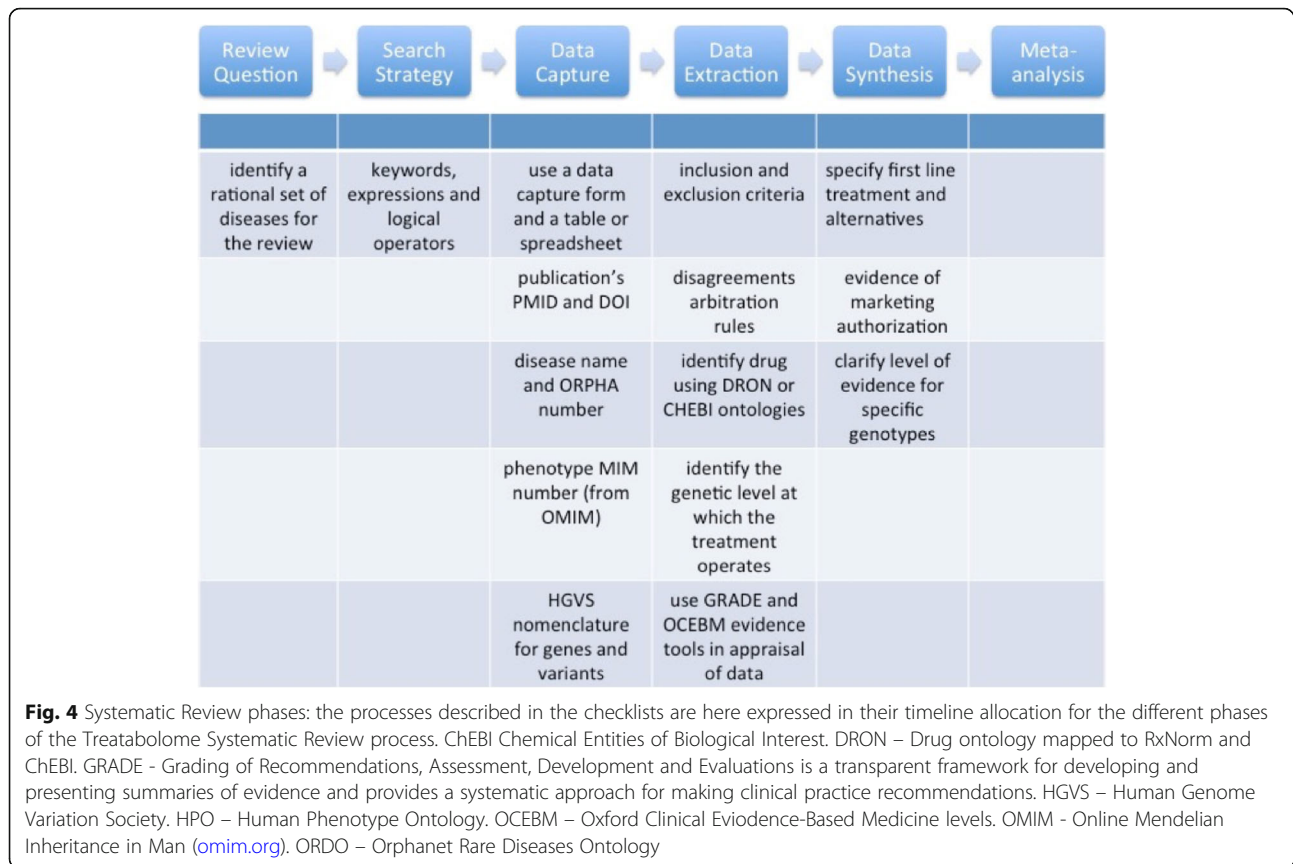 Review
Question
Search
Strategy
Data
Capture
Data
Extraction
Data
Synthesis
Meta-
analysis
identify a
rational set of
diseases for
the review
keywords,
expressions and
logical
operators
use a data
capture form
and a table or
spreadsheet
inclusion and
exclusion criteria
specify first line
treatment and
alternatives
publication's
PMID and DOI
disagreements
arbitration
rules
evidence of
marketing
authorization
disease name
and ORPHA
number
identify drug
using DRON or
CHEBI ontologies
clarify level of
evidence for
specific
genotypes
phenotype MIM
number (from
OMIM)
identify the
genetic level at
which the
treatment
operates
HGVS
nomenclature
for genes and
variants
use GRADE and
OCEBM evidence
tools in appraisal
of data
Fig. 4 Systematic Review phases: the processes described in the checklists are here expressed in their timeline allocation for the different phases
of the Treatabolome Systematic Review process. ChEBI Chemical Entities of Biological Interest. DRON – Drug ontology mapped to RxNorm and
ChEBI. GRADE - Grading of Recommendations, Assessment, Development and Evaluations is a transparent framework for developing and
presenting summaries of evidence and provides a systematic approach for making clinical practice recommendations. HGVS – Human Genome
Variation Society. HPO – Human Phenotype Ontology. OCEBM – Oxford Clinical Eviodence-Based Medicine levels. OMIM - Online Mendelian
Inheritance in Man (omim.org). ORDO – Orphanet Rare Diseases Ontology